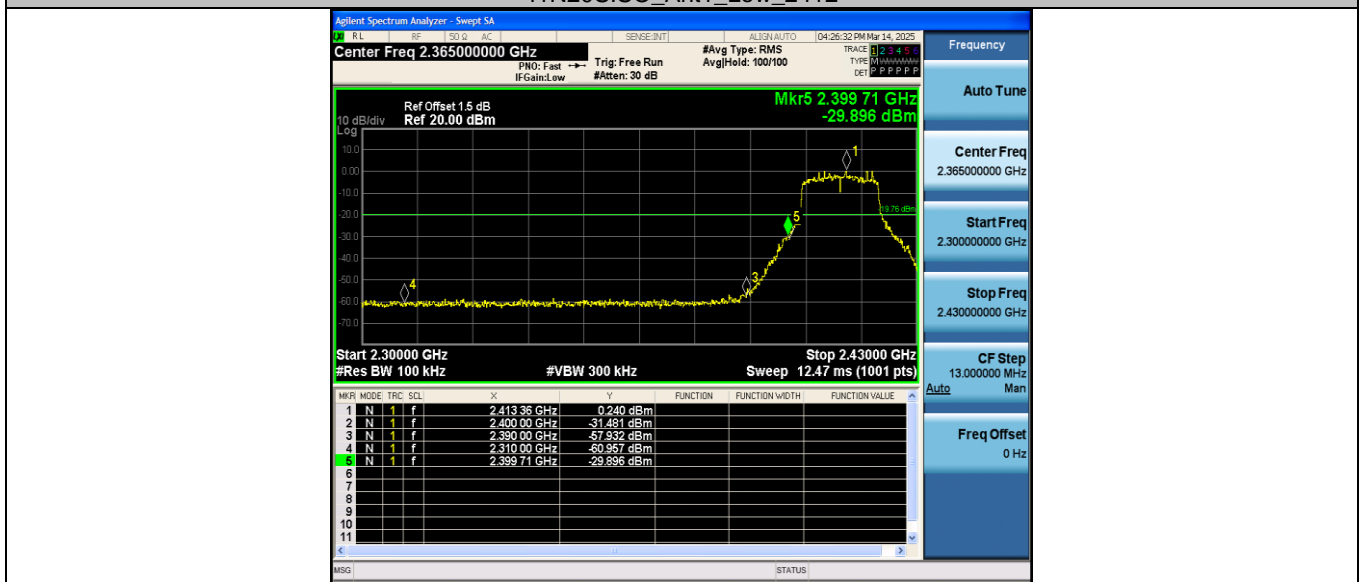 Agilent Spectrum Analyzer - Swept SA
RL RF 50 Ω AC SENSE:INT ALIGN AUTO 04:26:32 PM Mar 14, 2025
Center Freq 2.365000000 GHz
PNO: Fast
IFGain:Low
Trig: Free Run
#Atten: 30 dB
#Avg Type: RMS
Avg|Hold: 100/100
TRACE 1 2 3 4 5 6
TYPE M
DET P P P P P P
Mkr5 2.399 71 GHz
-29.896 dBm
Ref Offset 1.5 dB
10 dB/div Ref 20.00 dBm
Log
10.0
0.00
-10.0
-20.0
-30.0
-40.0
-50.0
-60.0
-70.0
1
5
3
4
-19.76 dBm
Start 2.30000 GHz Stop 2.43000 GHz
#Res BW 100 kHz #VBW 300 kHz Sweep 12.47 ms (1001 pts)
MKR MODE TRC SCL X Y FUNCTION FUNCTION WIDTH FUNCTION VALUE
1 N 1 f 2.413 36 GHz 0.240 dBm
2 N 1 f 2.400 00 GHz -31.481 dBm
3 N 1 f 2.390 00 GHz -57.932 dBm
4 N 1 f 2.310 00 GHz -60.957 dBm
5 N 1 f 2.399 71 GHz -29.896 dBm
6
7
8
9
10
11
MSG STATUS
Frequency
Auto Tune
Center Freq
2.365000000 GHz
Start Freq
2.300000000 GHz
Stop Freq
2.430000000 GHz
CF Step
13.000000 MHz
Auto Man
Freq Offset
0 Hz